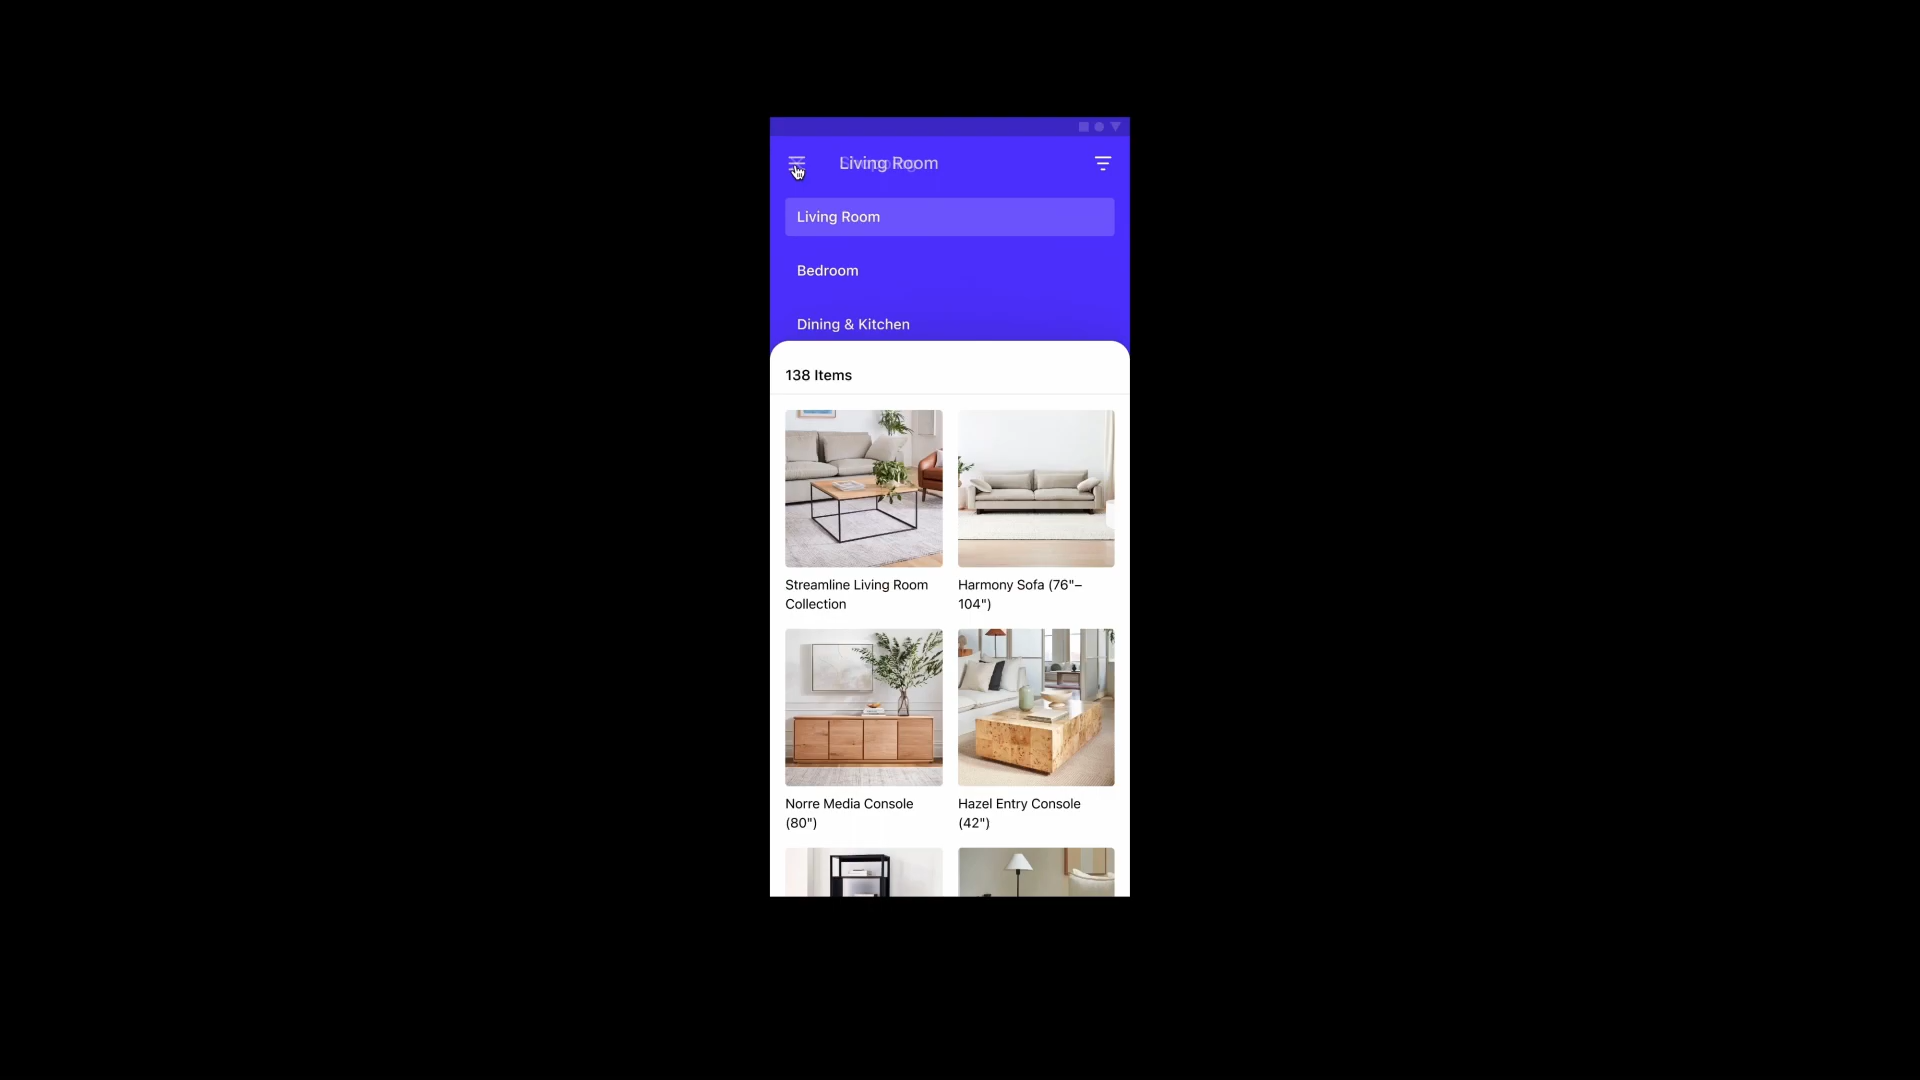 Living Room
Living Room
Bedroom
Dining & Kitchen
138 Items
Streamline Living Room
Collection
Harmony Sofa (76"–
104")
Norre Media Console
(80")
Hazel Entry Console
(42")